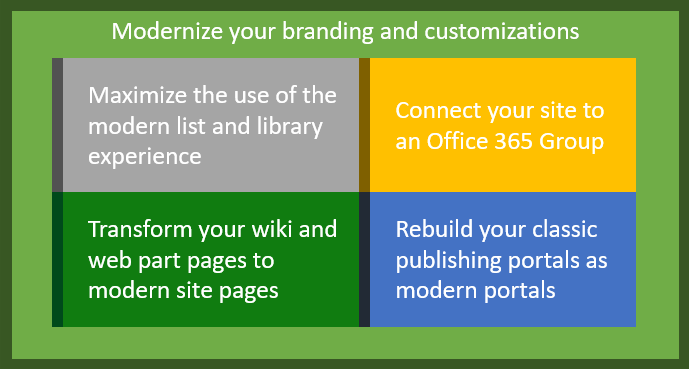 Modernize your branding and customizations
Maximize the use of the
modern list and library
experience
Connect your site to
an Office 365 Group
Transform your wiki and
web part pages to
modern site pages
Rebuild your classic
publishing portals as
modern portals